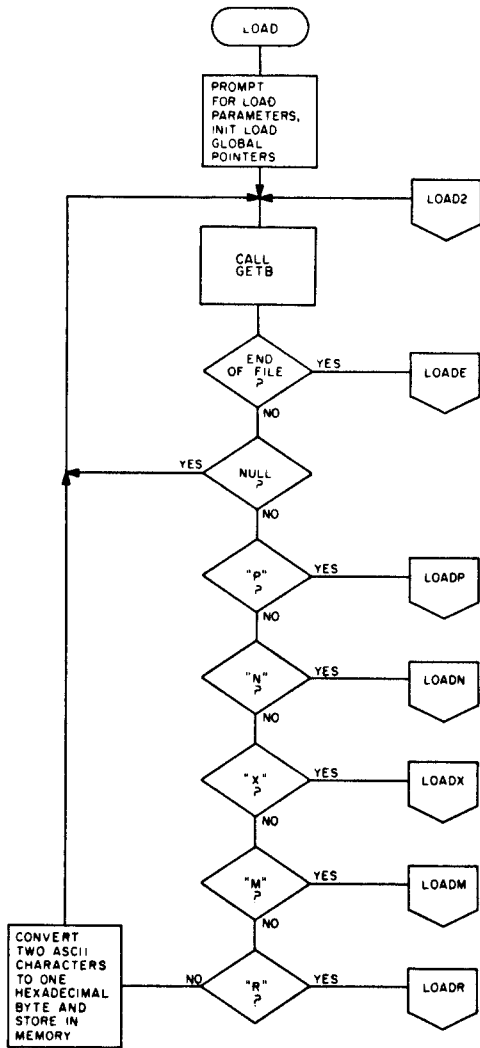 LOAD
PROMPT
FOR LOAD
PARAMETERS,
INIT LOAD
GLOBAL
POINTERS
LOAD2
CALL
GETB
END
OF FILE
?
YES
LOADE
NO
YES
NULL
?
NO
"P"
?
YES
LOADP
NO
"N"
?
YES
LOADN
NO
"X"
?
YES
LOADX
NO
"M"
?
YES
LOADM
NO
CONVERT
TWO ASCII
CHARACTERS
TO ONE
HEXADECIMAL
BYTE AND
STORE IN
MEMORY
NO
"R"
?
YES
LOADR